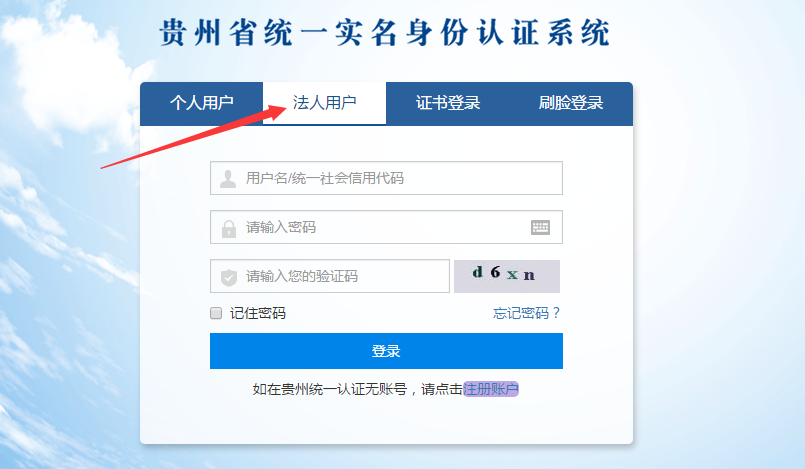 贵州省统一实名身份认证系统
个人用户 法人用户 证书登录 刷脸登录
用户名/统一社会信用代码
请输入密码
请输入您的验证码 d6xn
记住密码 忘记密码？
登录
如在贵州统一认证无账号，请点击注册账户